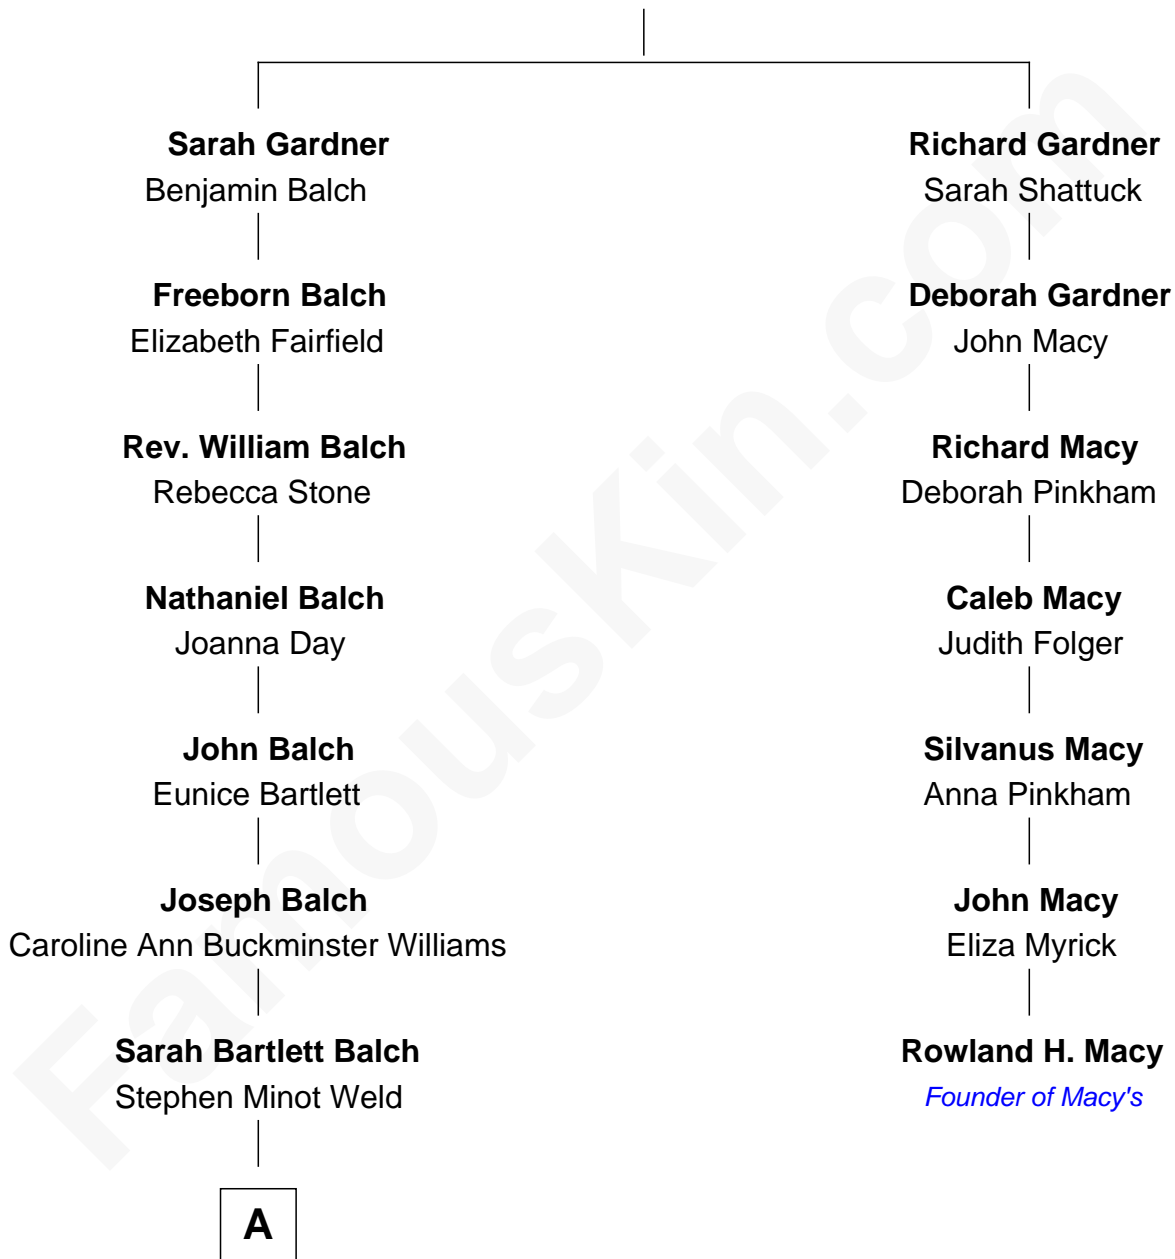 Sarah Gardner
Benjamin Balch
Freeborn Balch
Elizabeth Fairfield
Rev. William Balch
Rebecca Stone
Nathaniel Balch
Joanna Day
John Balch
Eunice Bartlett
Joseph Balch
Caroline Ann Buckminster Williams
Sarah Bartlett Balch
Stephen Minot Weld
A
Richard Gardner
Sarah Shattuck
Deborah Gardner
John Macy
Richard Macy
Deborah Pinkham
Caleb Macy
Judith Folger
Silvanus Macy
Anna Pinkham
John Macy
Eliza Myrick
Rowland H. Macy
Founder of Macy's
FamousKin.com